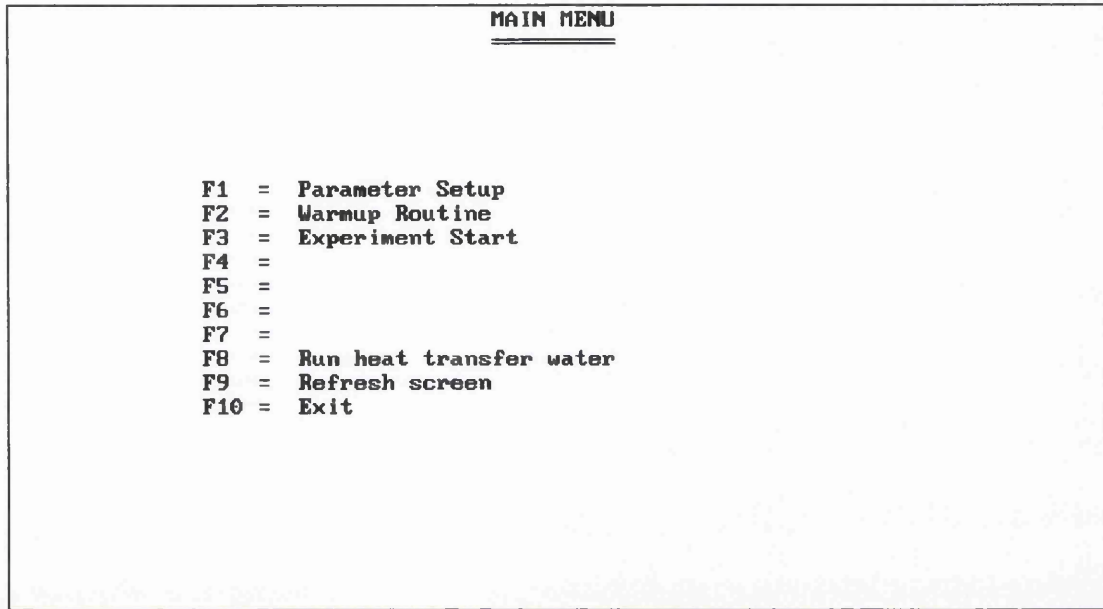 MAIN MENU
F1 = Parameter Setup
F2 = Warmup Routine
F3 = Experiment Start
F4 =
F5 =
F6 =
F7 =
F8 = Run heat transfer water
F9 = Refresh screen
F10 = Exit